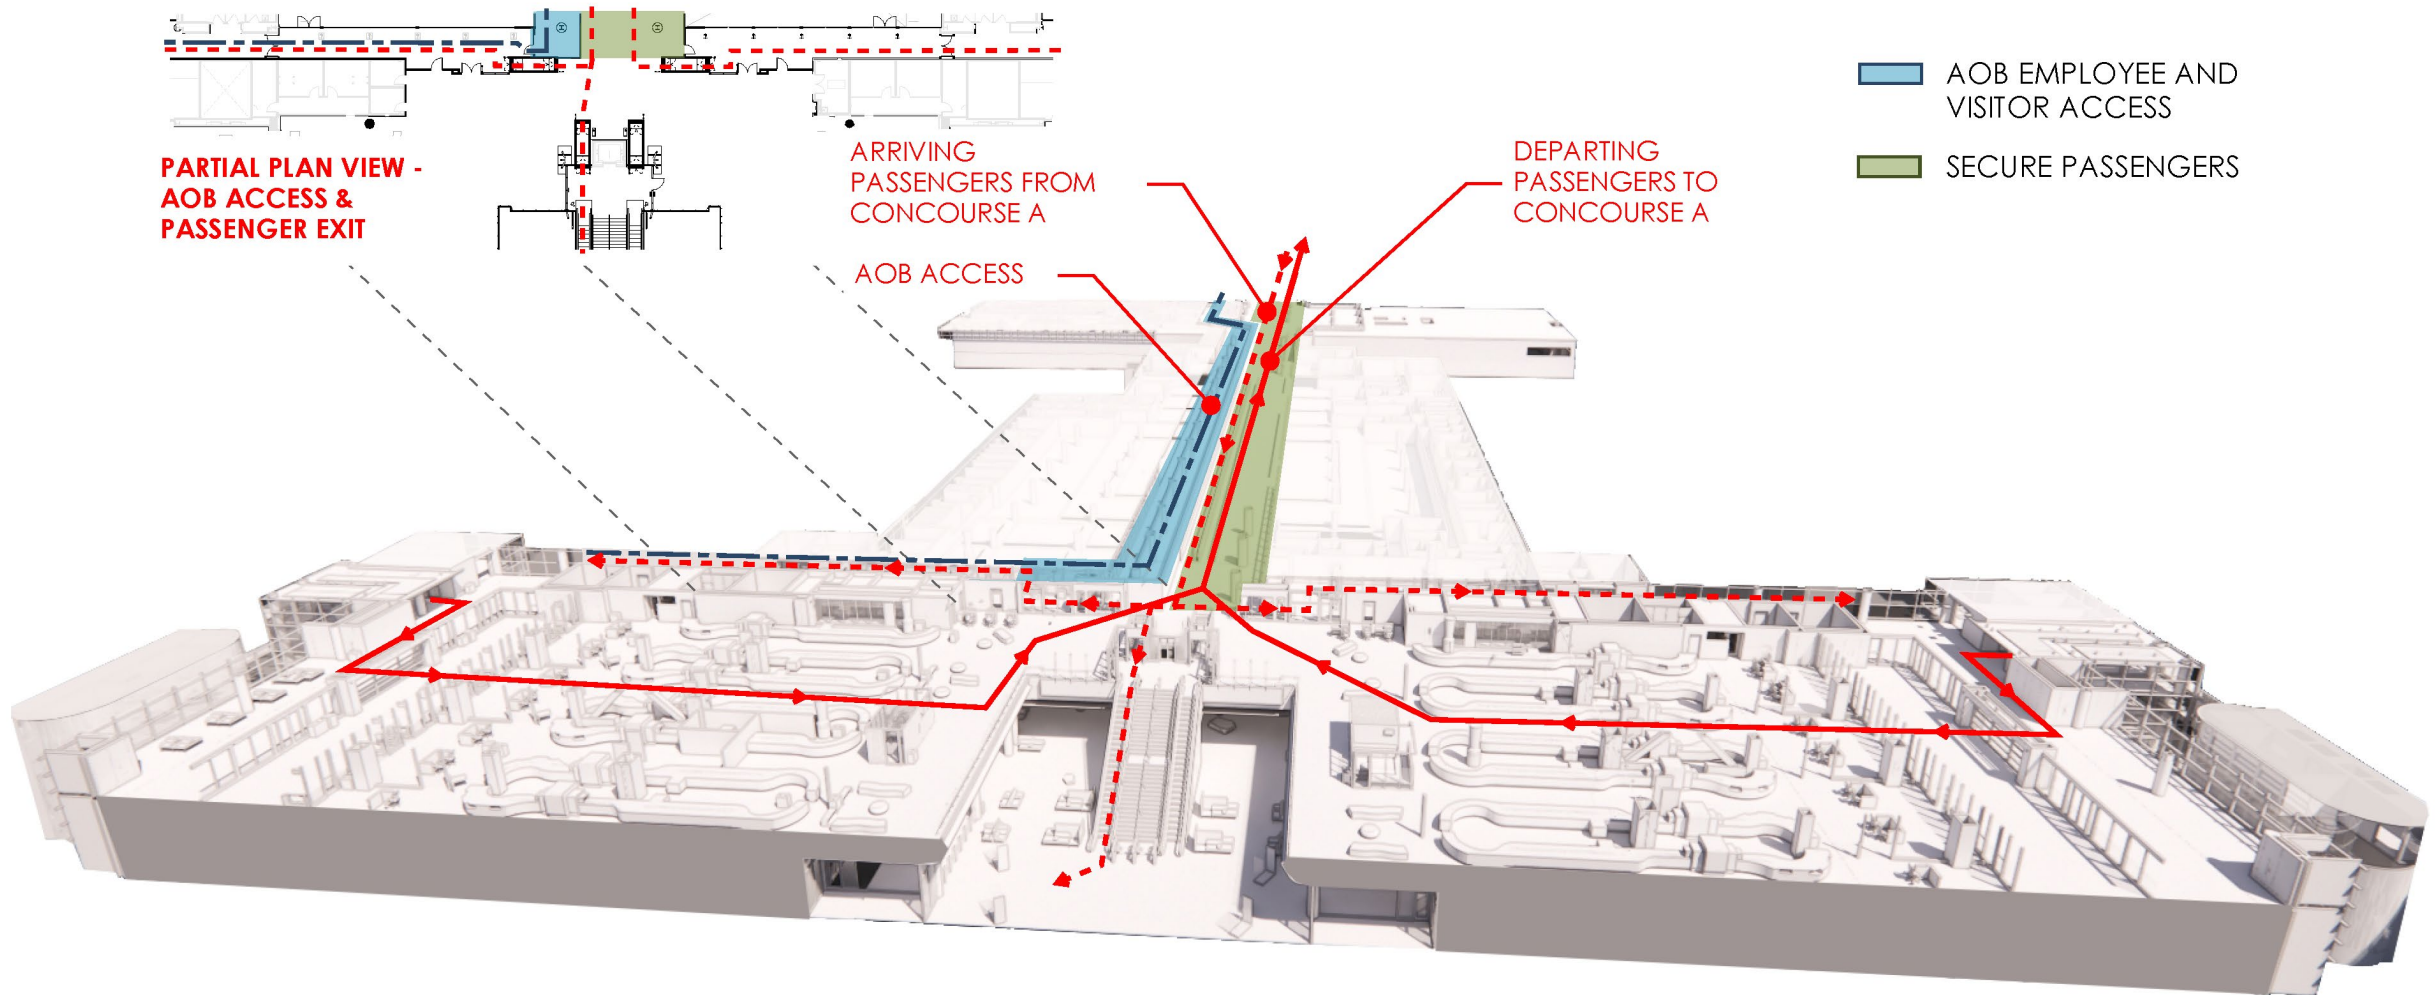 AOB EMPLOYEE AND
VISITOR ACCESS
SECURE PASSENGERS
PARTIAL PLAN VIEW -
AOB ACCESS &
PASSENGER EXIT
ARRIVING
PASSENGERS FROM
CONCOURSE A
DEPARTING
PASSENGERS TO
CONCOURSE A
AOB ACCESS